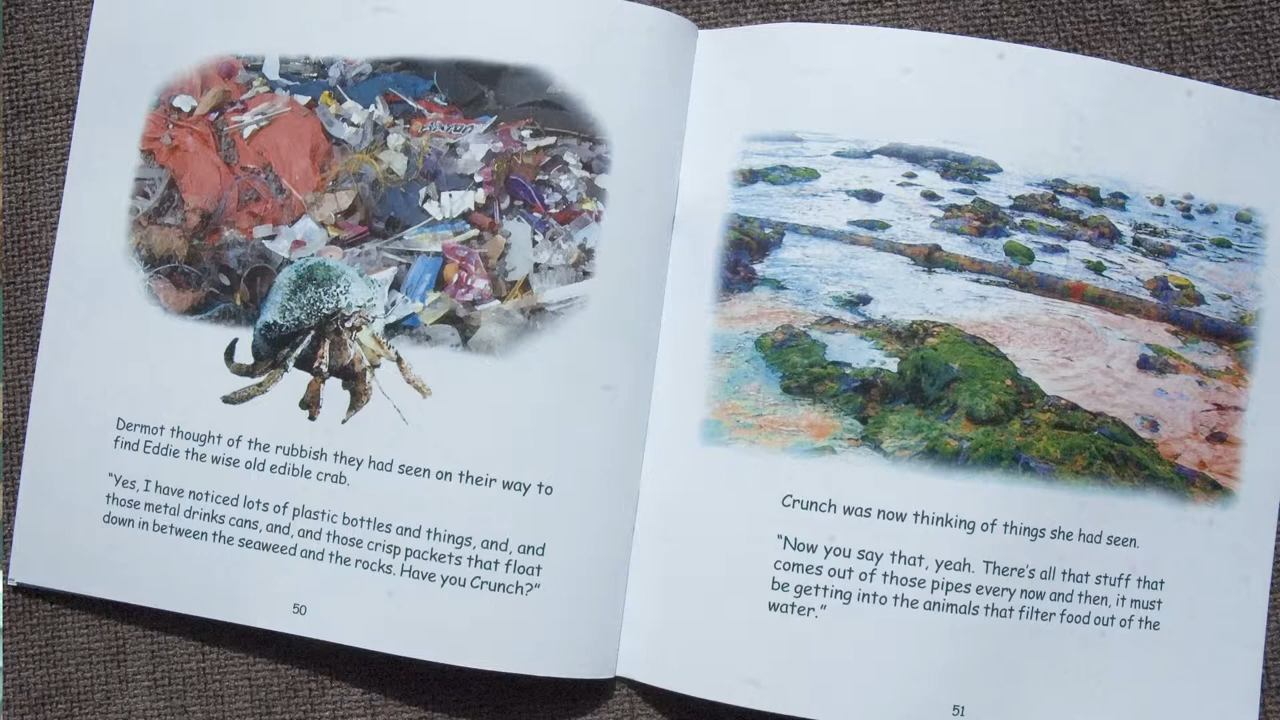 Dermot thought of the rubbish they had seen on their way to
find Eddie the wise old edible crab.
"Yes, I have noticed lots of plastic bottles and things, and, and
those metal drinks cans, and, and those crisp packets that float
down in between the seaweed and the rocks. Have you Crunch?"
50
Crunch was now thinking of things she had seen.
"Now you say that, yeah. There's all that stuff that
comes out of those pipes every now and then, it must
be getting into the animals that filter food out of the
water."
51